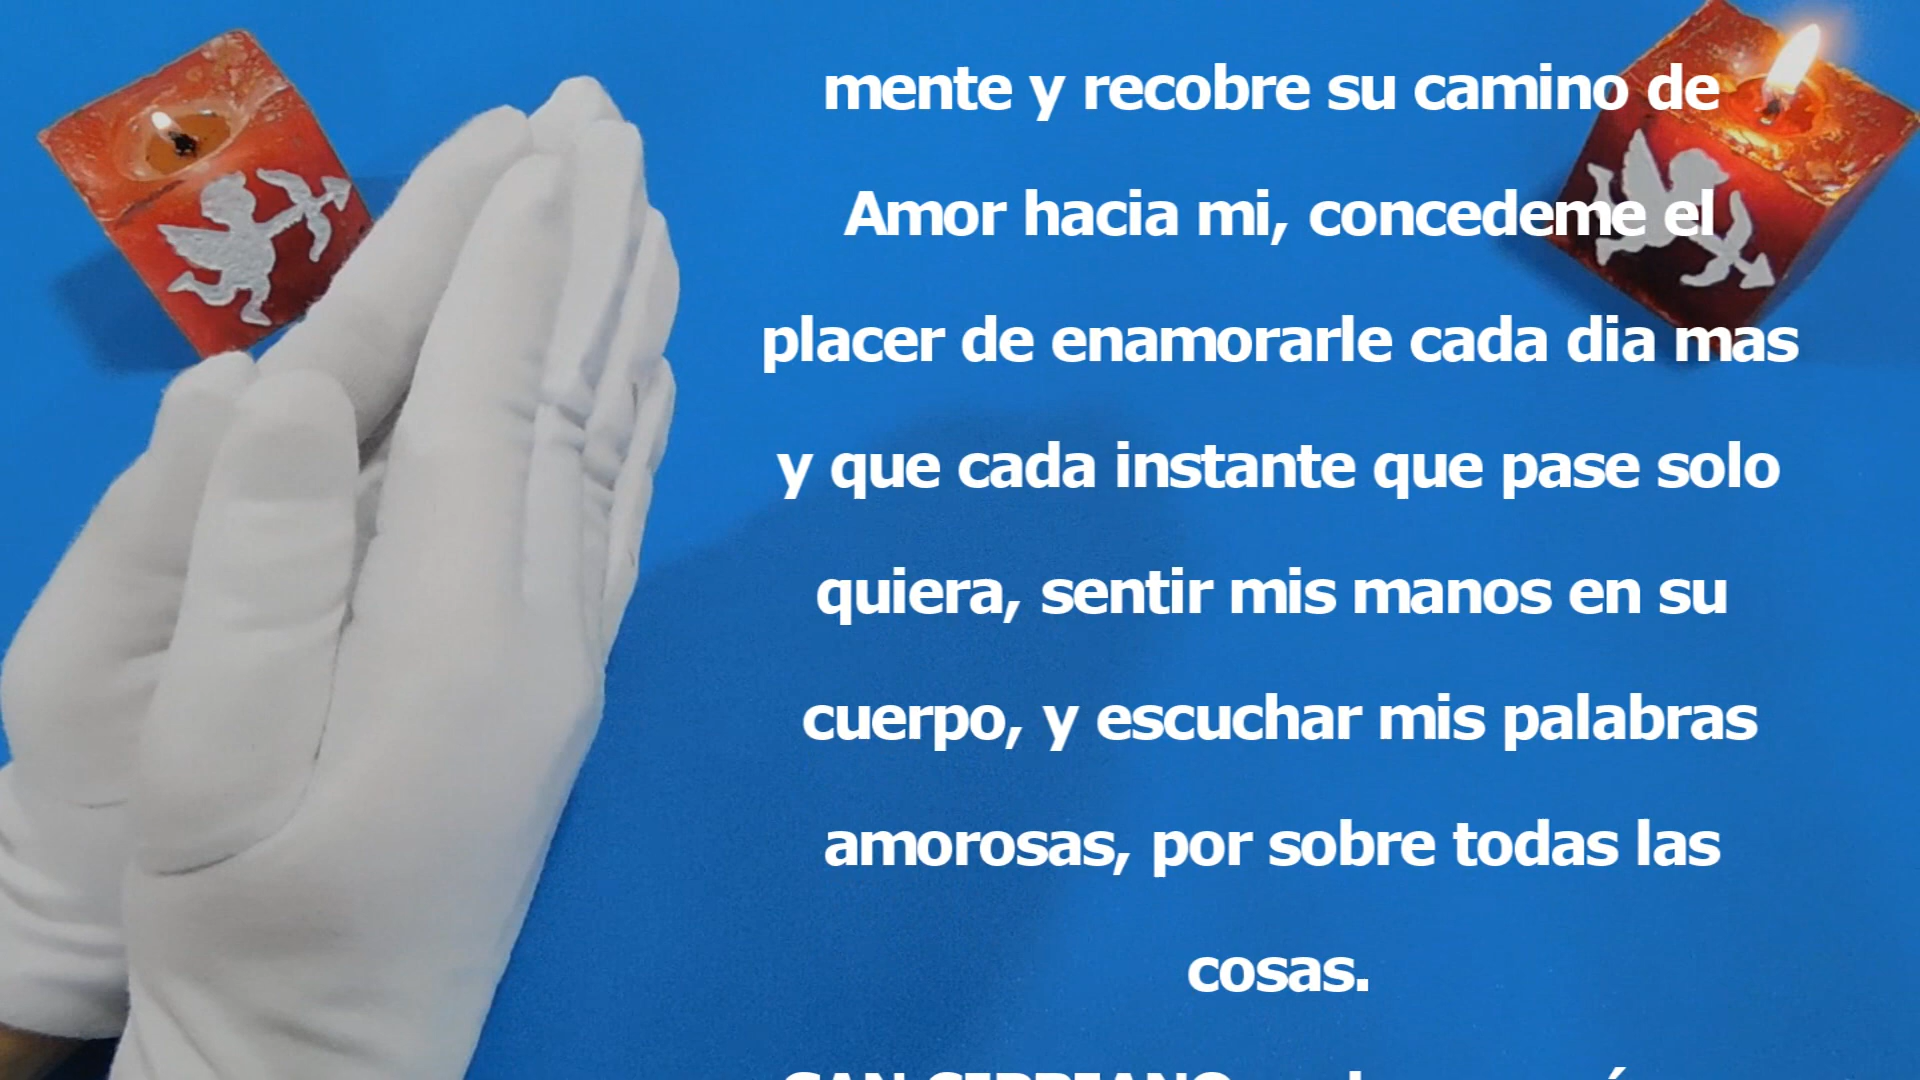 mente y recobre su camino de
Amor hacia mi, concedeme el
placer de enamorarle cada dia mas
y que cada instante que pase solo
quiera, sentir mis manos en su
cuerpo, y escuchar mis palabras
amorosas, por sobre todas las
cosas.
SAN CIPRIANO